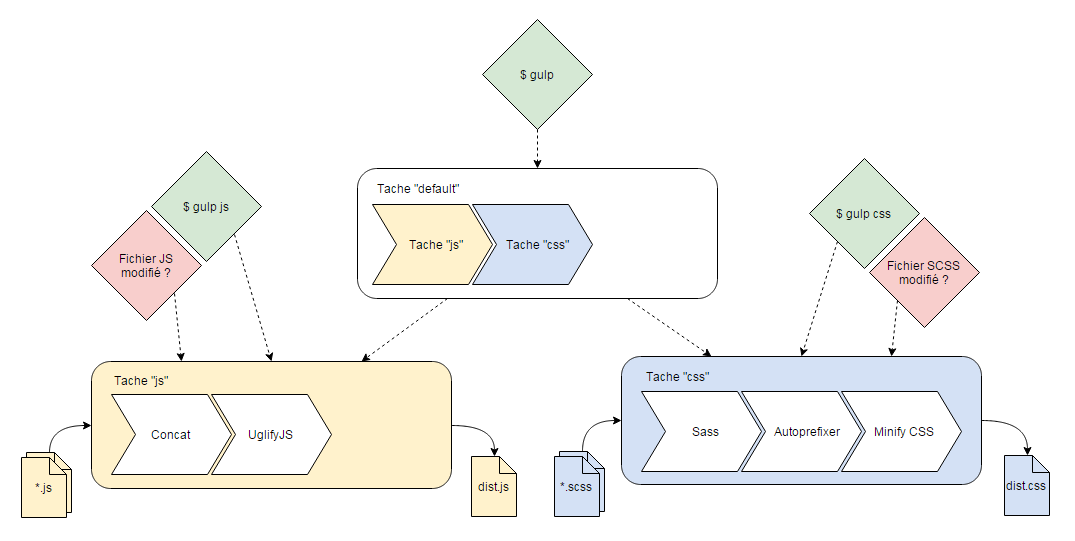 $ gulp
Tache "default"
Tache "js"
Tache "css"
$ gulp js
Fichier JS
modifié ?
$ gulp css
Fichier SCSS
modifié ?
Tache "js"
Concat
UglifyJS
*.js
dist.js
Tache "css"
Sass
Autoprefixer
Minify CSS
*.scss
dist.css